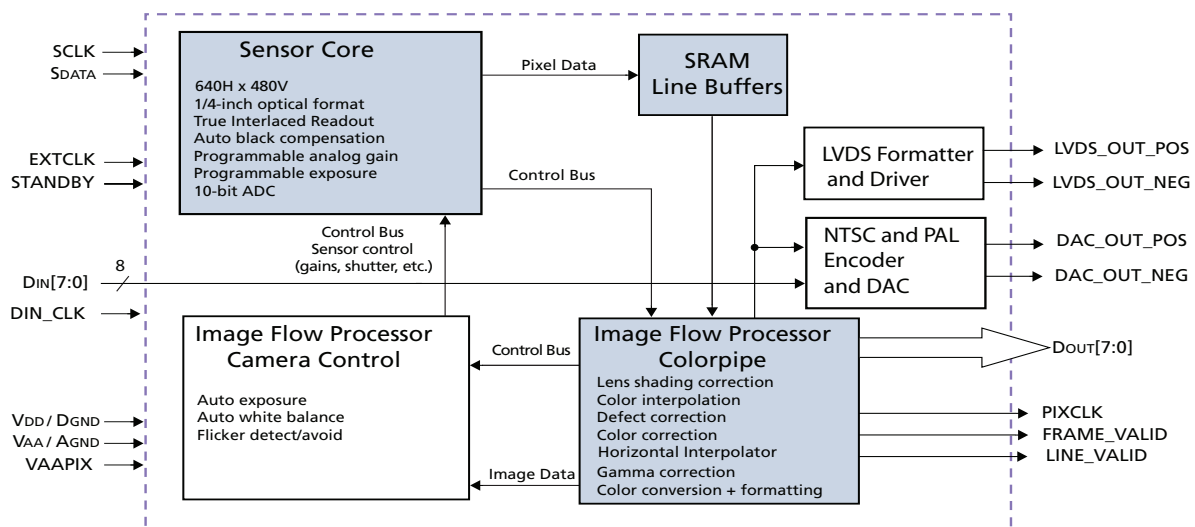 SCLK
SDATA
EXTCLK
STANDBY
DIN[7:0]
8
DIN_CLK
VDD / DGND
VAA / AGND
VAAPIX
Sensor Core
640H x 480V
1/4-inch optical format
True Interlaced Readout
Auto black compensation
Programmable analog gain
Programmable exposure
10-bit ADC
Pixel Data
SRAM
Line Buffers
Control Bus
Control Bus
Sensor control
(gains, shutter, etc.)
LVDS Formatter
and Driver
LVDS_OUT_POS
LVDS_OUT_NEG
NTSC and PAL
Encoder
and DAC
DAC_OUT_POS
DAC_OUT_NEG
Image Flow Processor
Camera Control
Auto exposure
Auto white balance
Flicker detect/avoid
Control Bus
Image Data
Image Flow Processor
Colorpipe
Lens shading correction
Color interpolation
Defect correction
Color correction
Horizontal Interpolator
Gamma correction
Color conversion + formatting
DOUT[7:0]
PIXCLK
FRAME_VALID
LINE_VALID